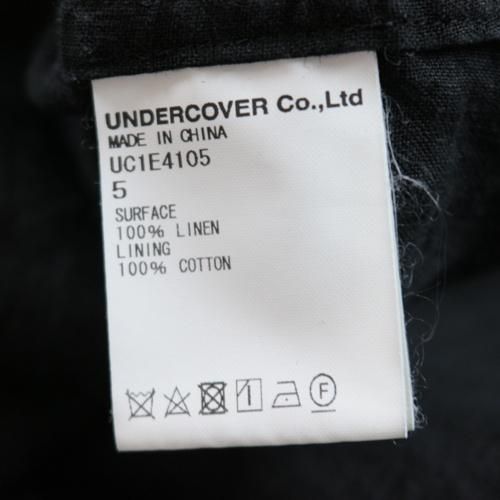 UNDERCOVER Co.,Ltd
MADE IN CHINA
UC1E4105
5
SURFACE
100% LINEN
LINING
100% COTTON
F